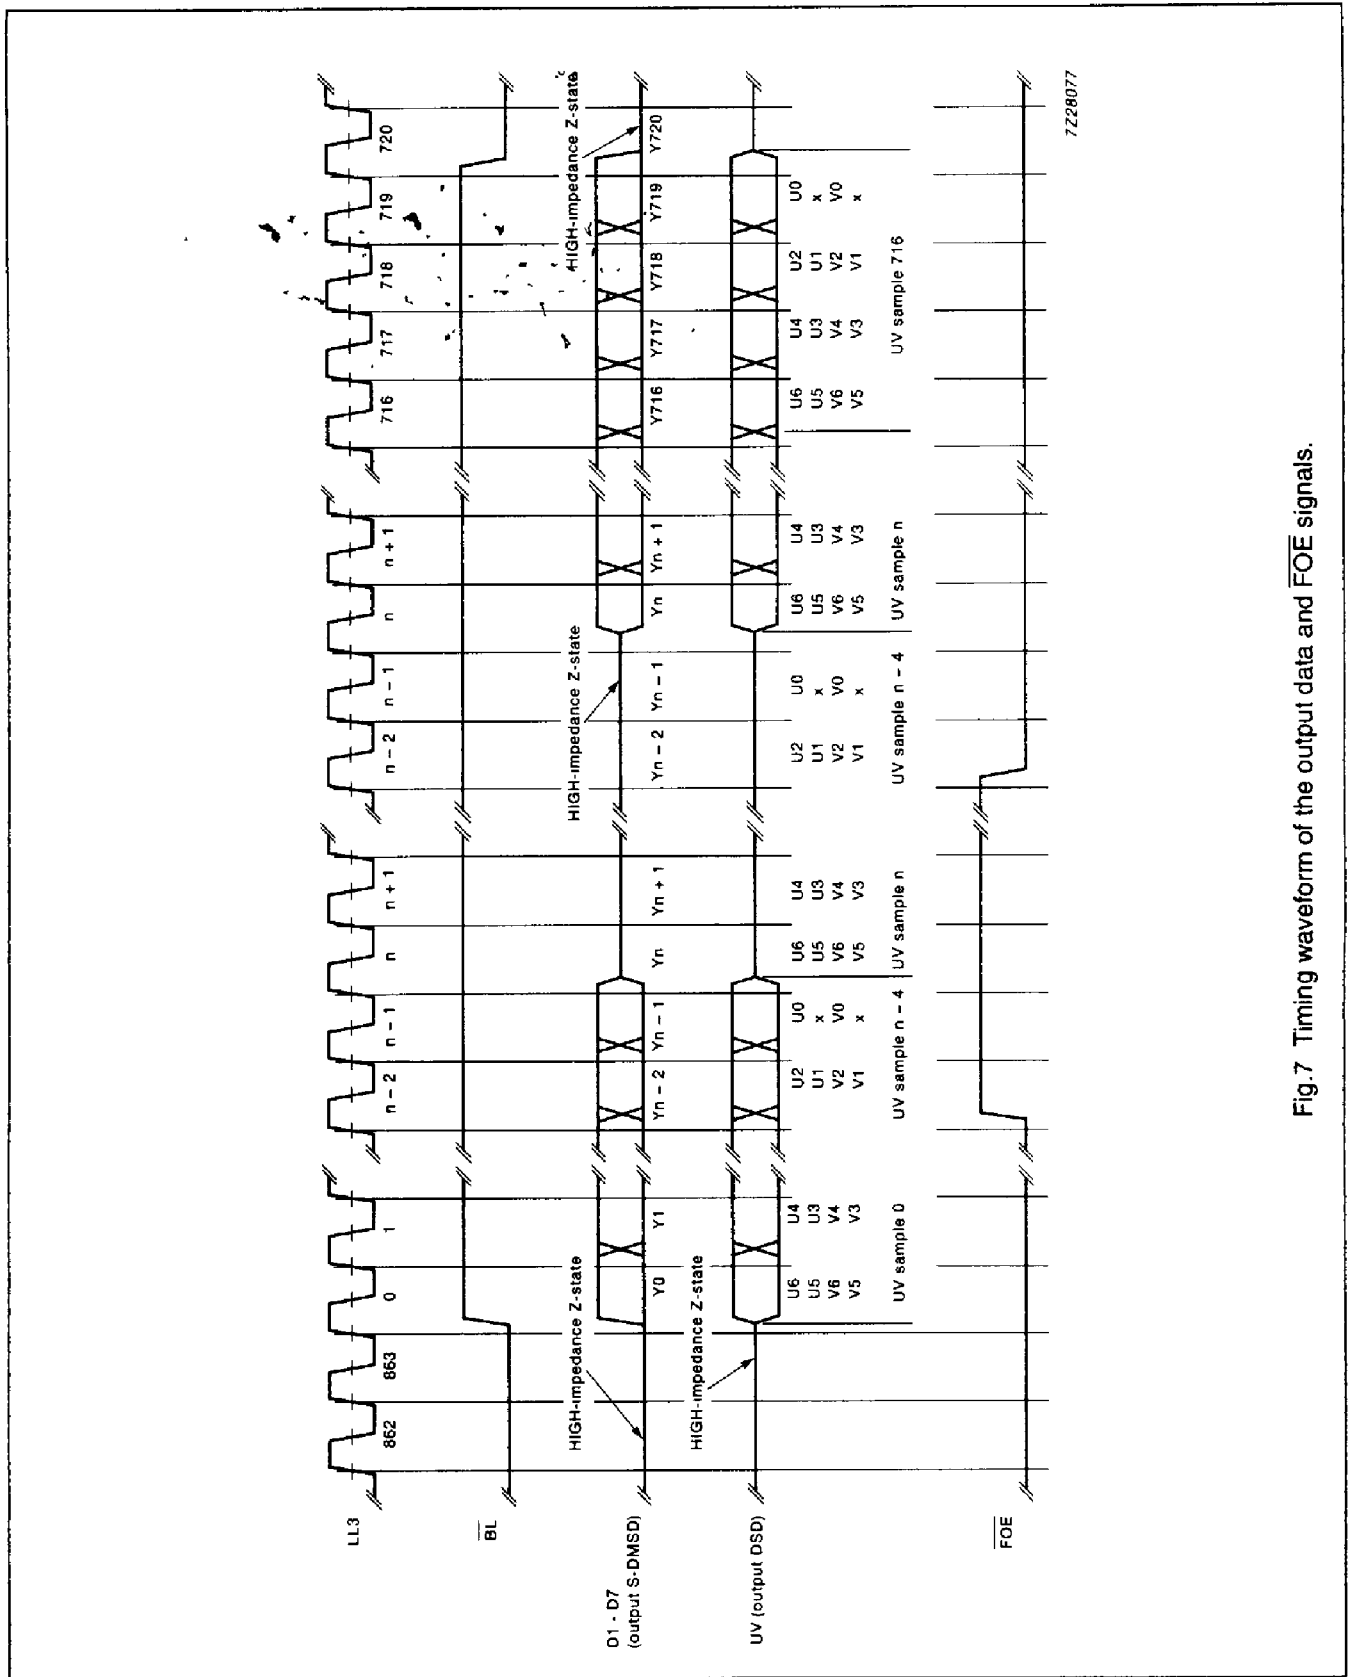 LL3
862 863 0 1 n – 2 n – 1 n n + 1 n – 2 n – 1 n n + 1 716 717 718 719 720
BL
HIGH-impedance Z-state HIGH-impedance Z-state HIGH-impedance Z-state
D1 - D7
(output S-DMSD)
Y0 Y1 Yn – 2 Yn – 1 Yn Yn + 1 Yn – 2 Yn – 1 Yn Yn + 1 Y716 Y717 Y718 Y719 Y720
HIGH-impedance Z-state
UV (output DSD)
U6 U4 U2 U0 U6 U4 U2 U0 U6 U4 U6 U4 U2 U0
U5 U3 U1 x U5 U3 U1 x U5 U3 U5 U3 U1 x
V6 V4 V2 V0 V6 V4 V2 V0 V6 V4 V6 V4 V2 V0
V5 V3 V1 x V5 V3 V1 x V5 V3 V5 V3 V1 x
UV sample 0 UV sample n – 4 UV sample n UV sample n – 4 UV sample n UV sample 716
FOE
7Z28077
Fig.7 Timing waveform of the output data and FOE signals.